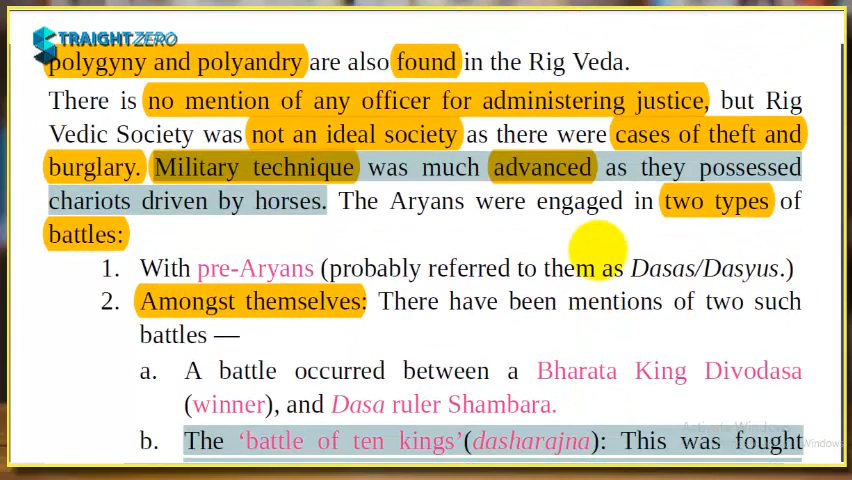 STRAIGHTZERO
polygyny and polyandry are also found in the Rig Veda.
There is no mention of any officer for administering justice, but Rig
Vedic Society was not an ideal society as there were cases of theft and
burglary. Military technique was much advanced as they possessed
chariots driven by horses. The Aryans were engaged in two types of
battles:
1. With pre-Aryans (probably referred to them as Dasas/Dasyus.)
2. Amongst themselves: There have been mentions of two such
battles —
a. A battle occurred between a Bharata King Divodasa
(winner), and Dasa ruler Shambara.
b. The ‘battle of ten kings’(dasharajna): This was fought